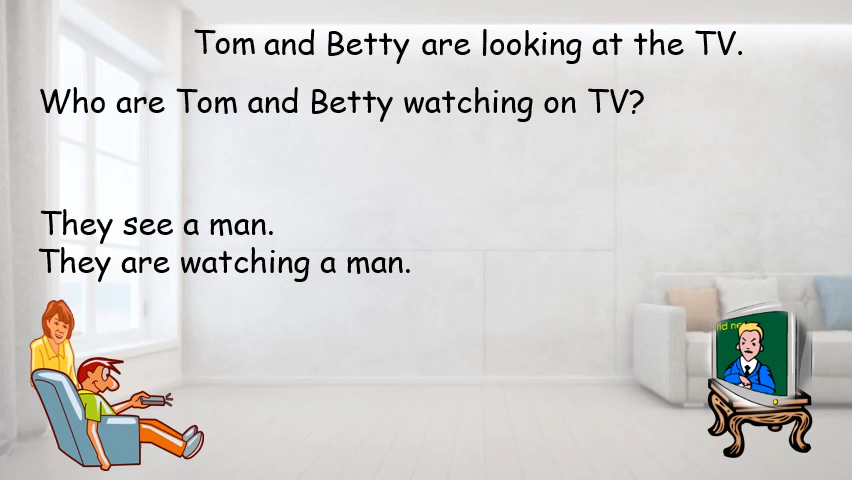 Tom and Betty are looking at the TV.
Who are Tom and Betty watching on TV?
They see a man.
They are watching a man.